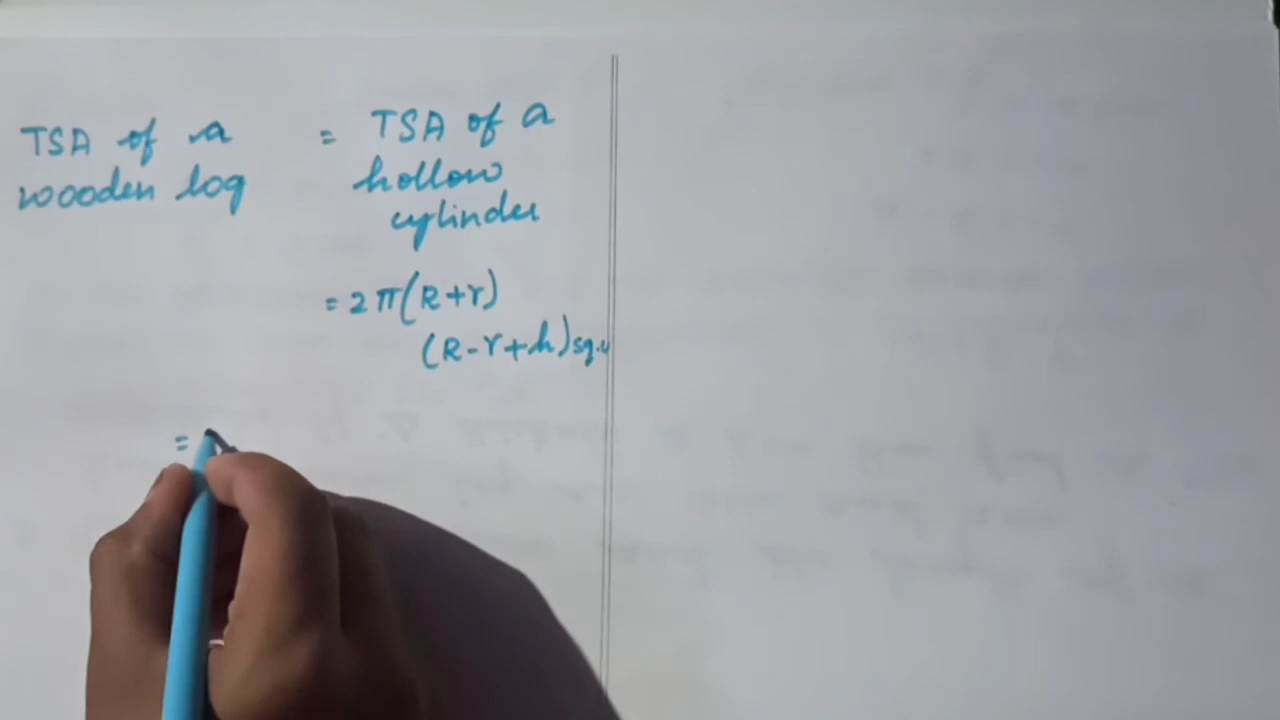 TSA of a = TSA of a
wooden log hollow
cylinder
= 2π(R+r)
(R-r+h) sq.u
=